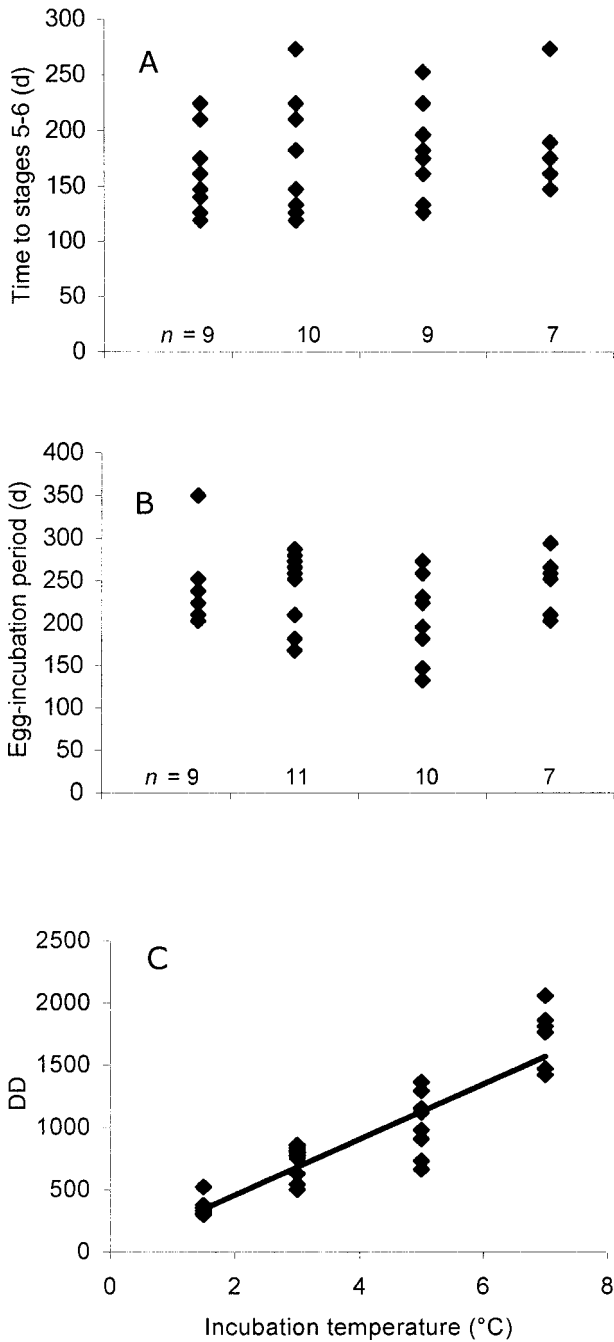 A
Time to stages 5-6 (d)
300
250
200
150
100
50
0
n = 9 10 9 7
B
Egg-incubation period (d)
400
350
300
250
200
150
100
50
0
n = 9 11 10 7
C
DD
2500
2000
1500
1000
500
0
0 2 4 6 8
Incubation temperature (°C)